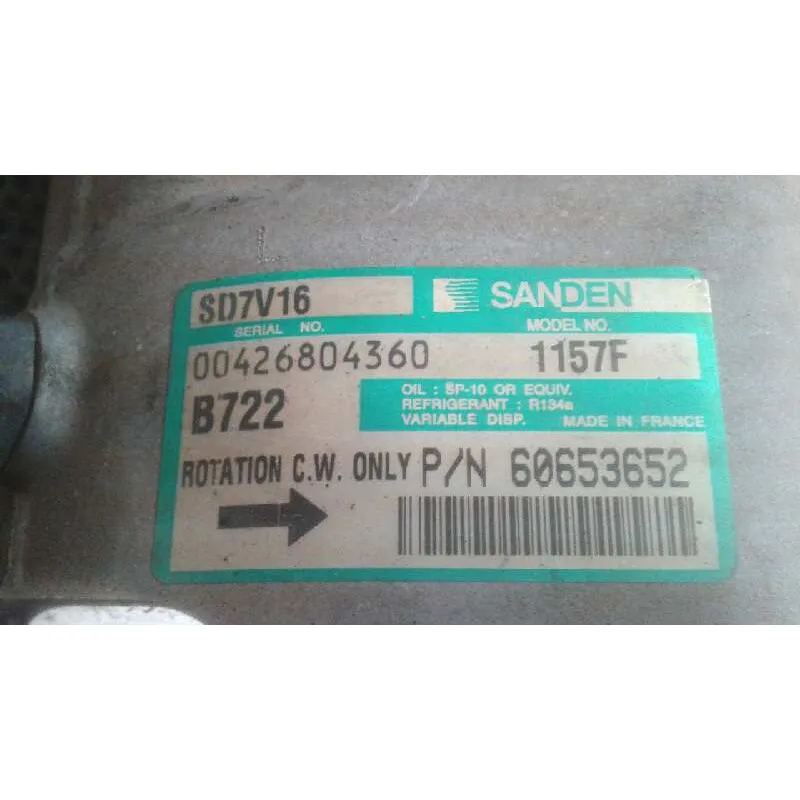 SD7V16 SANDEN
SERIAL NO. MODEL NO.
00426804360 1157F
B722
OIL : SP-10 OR EQUIV.
REFRIGERANT : R134a
VARIABLE DISP. MADE IN FRANCE
ROTATION C.W. ONLY P/N 60653652